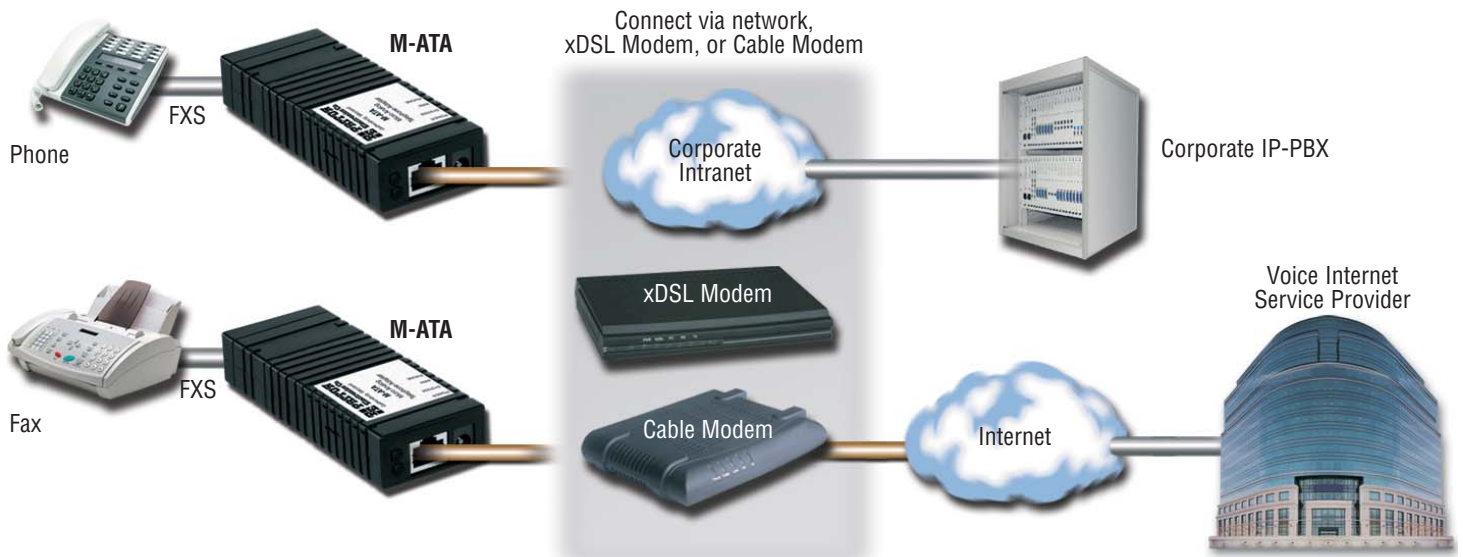 Connect via network,
xDSL Modem, or Cable Modem
M-ATA
FXS
Phone
Corporate
Intranet
Corporate IP-PBX
xDSL Modem
Voice Internet
Service Provider
M-ATA
FXS
Fax
Cable Modem
Internet